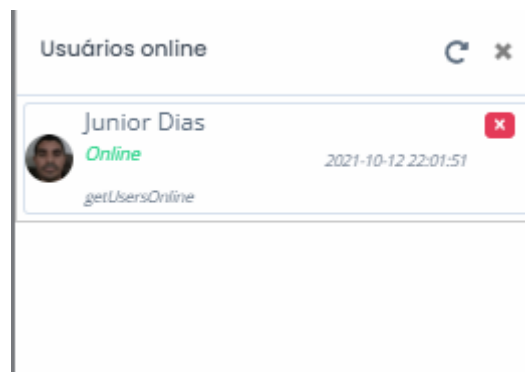 Usuários online
Junior Dias
Online
2021-10-12 22:01:51
getUsersOnline